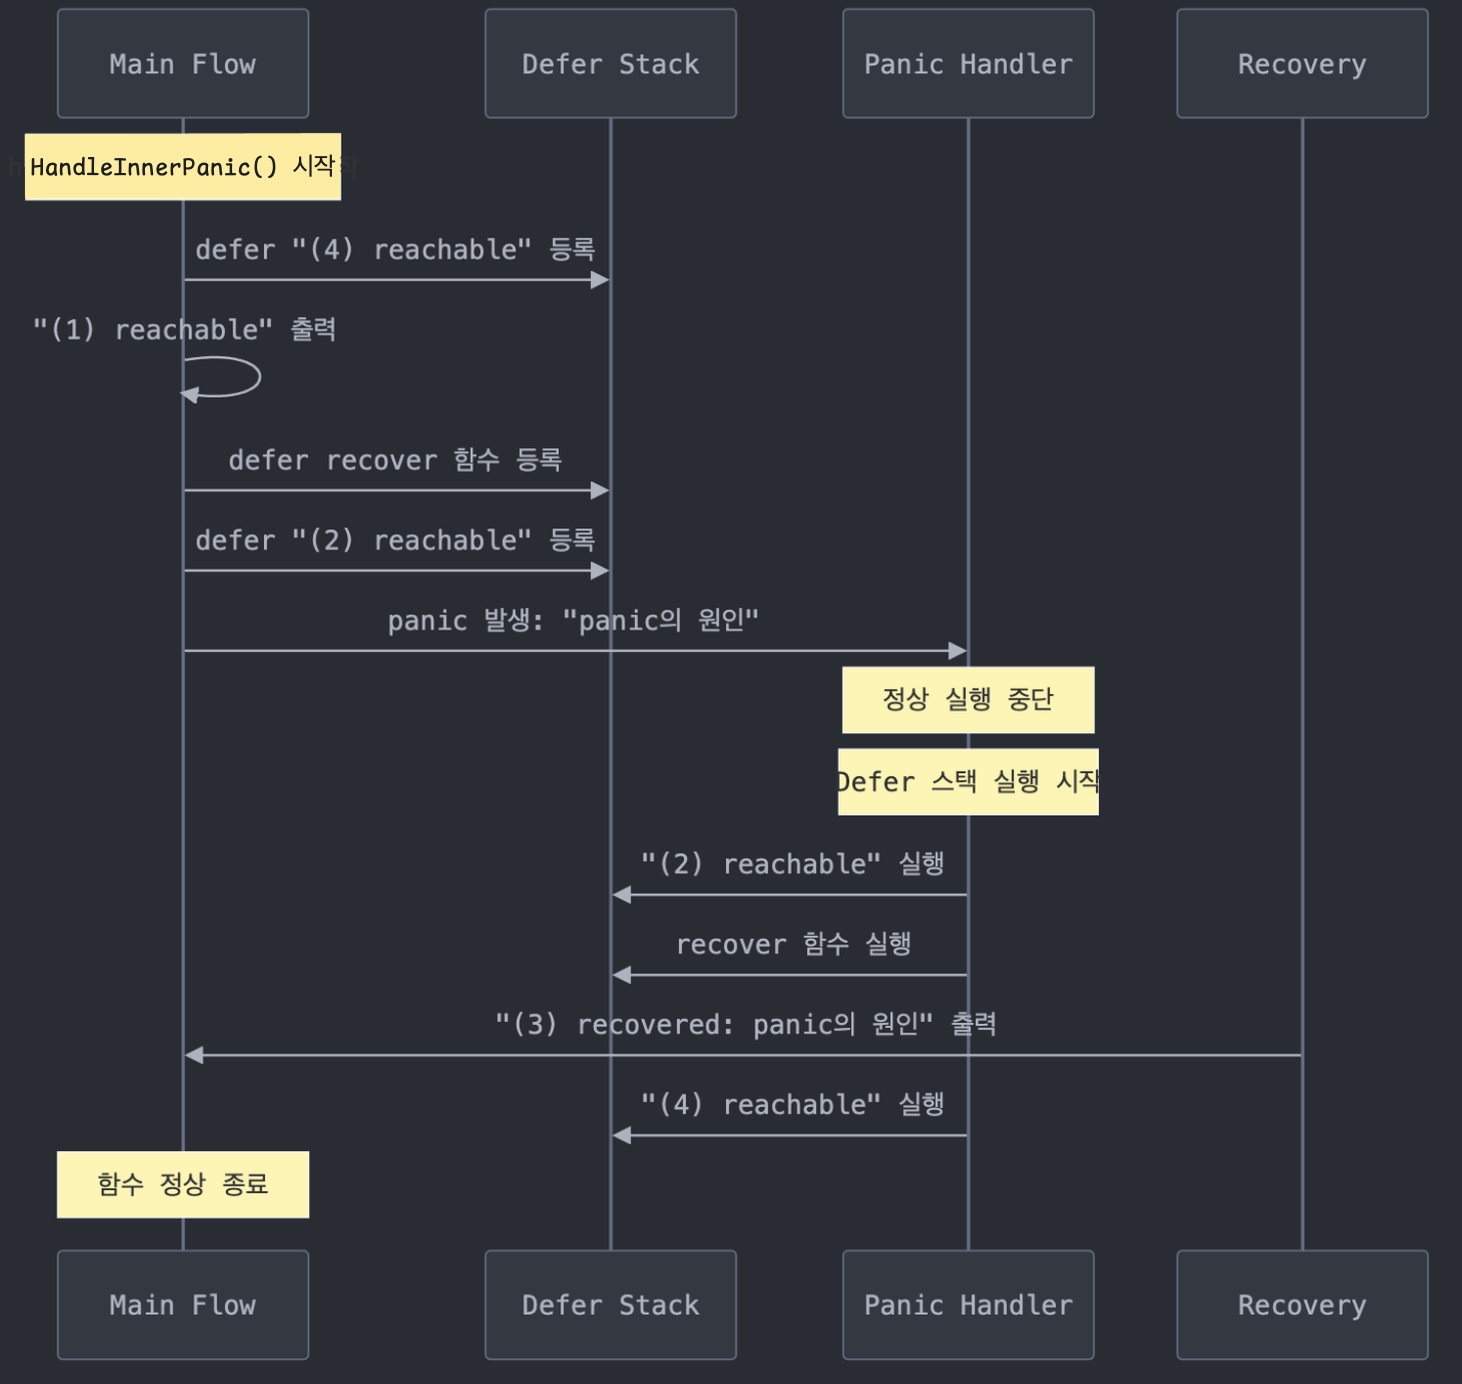 Main Flow
Defer Stack
Panic Handler
Recovery
HandleInnerPanic() 시작
defer "(4) reachable" 등록
"(1) reachable" 출력
defer recover 함수 등록
defer "(2) reachable" 등록
panic 발생: "panic의 원인"
정상 실행 중단
Defer 스택 실행 시작
"(2) reachable" 실행
recover 함수 실행
"(3) recovered: panic의 원인" 출력
"(4) reachable" 실행
함수 정상 종료
Main Flow
Defer Stack
Panic Handler
Recovery